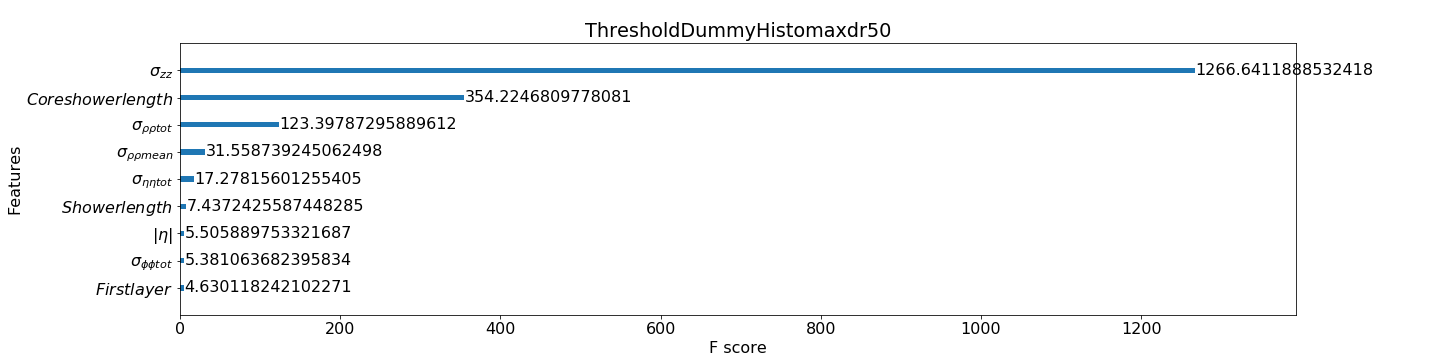 ThresholdDummyHistomaxdr50
σzz 1266.6411888532418
Coreshowerlength 354.2246809778081
σρρtot 123.39787295889612
σρρmean 31.558739245062498
σηηtot 17.27815601255405
Showerlength 7.4372425587448285
|η| 5.505889753321687
σϕϕtot 5.381063682395834
Firstlayer 4.630118242102271
Features
0 200 400 600 800 1000 1200
F score